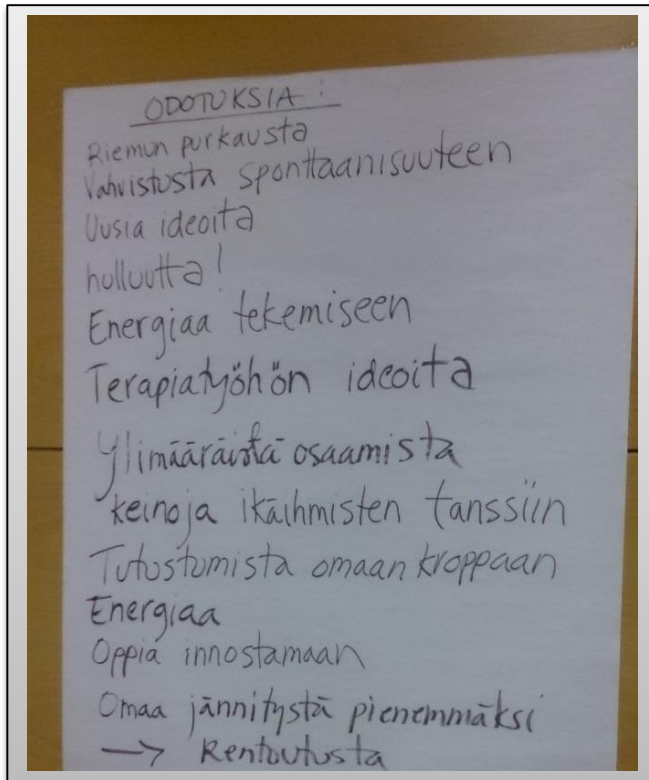 ODOTUKSIA :
Riemun purkausta
Vahvistusta sponttaanisuuteen
Uusia ideoita
hulluutta!
Energiaa tekemiseen
Terapiatyöhön ideoita
Ylimääräistä osaamista
keinoja ikäihmisten tanssiin
Tutustumista omaan kroppaan
Energiaa
Oppia innostamaan
Omaa jännitystä pienemmäksi
→ Rentoutusta